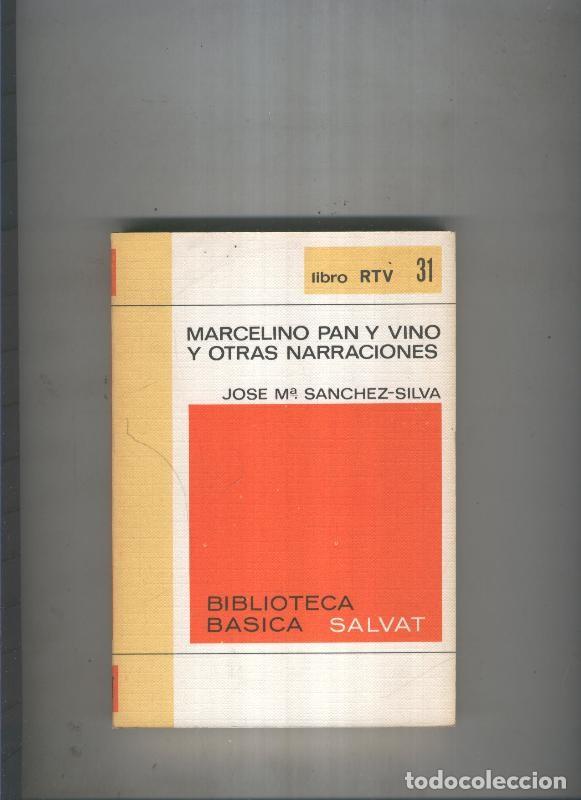 libro RTV 31
MARCELINO PAN Y VINO
Y OTRAS NARRACIONES
JOSE Mª. SANCHEZ-SILVA
BIBLIOTECA
BASICA SALVAT
todocoleccion